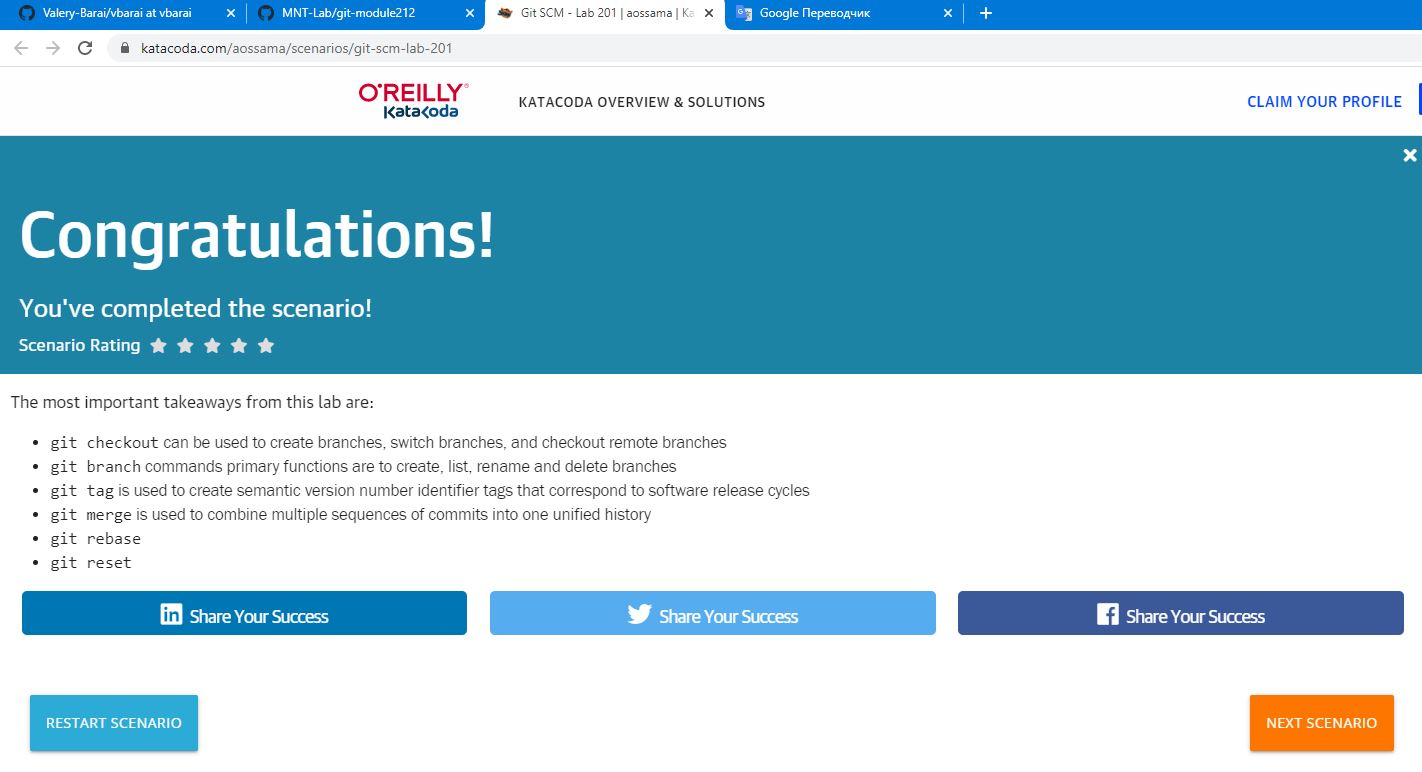 Valery-Barai/vbarai at vbarai
MNT-Lab/git-module212
Git SCM - Lab 201 | aossama | Ka
Google Переводчик
katacoda.com/aossama/scenarios/git-scm-lab-201
O'REILLY®
KataKoda
KATACODA OVERVIEW & SOLUTIONS
CLAIM YOUR PROFILE
Congratulations!
You've completed the scenario!
Scenario Rating
The most important takeaways from this lab are:
• git checkout can be used to create branches, switch branches, and checkout remote branches
• git branch commands primary functions are to create, list, rename and delete branches
• git tag is used to create semantic version number identifier tags that correspond to software release cycles
• git merge is used to combine multiple sequences of commits into one unified history
• git rebase
• git reset
in Share Your Success
Share Your Success
Share Your Success
RESTART SCENARIO
NEXT SCENARIO